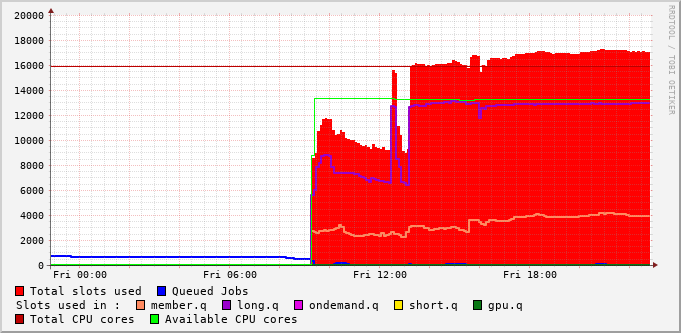 20000
18000
16000
14000
12000
10000
8000
6000
4000
2000
0
Fri 00:00 Fri 06:00 Fri 12:00 Fri 18:00
RRDTOOL / TOBI OETIKER
Total slots used Queued Jobs
Slots used in : member.q long.q ondemand.q short.q gpu.q
Total CPU cores Available CPU cores